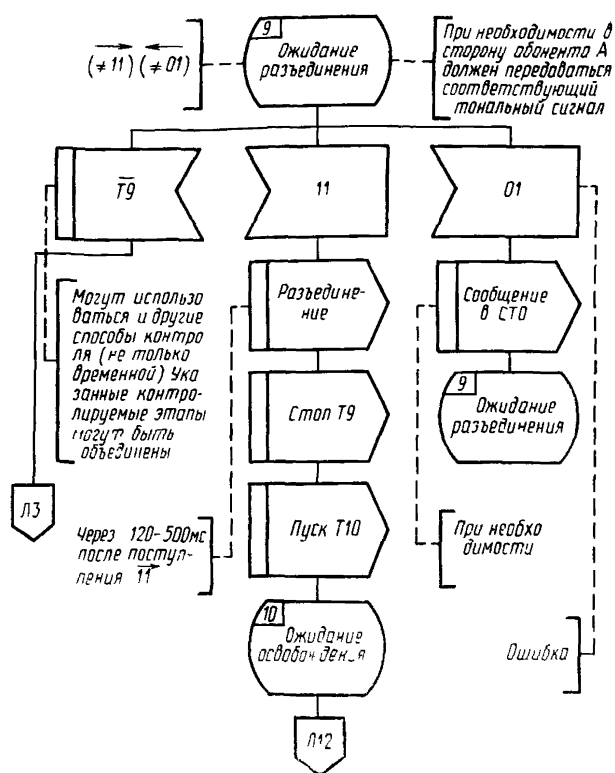 (≠11) (≠01)
9
Ожидание
разъединения
При необходимости в
сторону абонента А
должен передаваться
соответствующий
тональный сигнал
T9
11
01
Могут использо
ваться и другие
способы контро
ля (не только
временной) Ука
занные контро-
лируемые этапы
могут быть
объединены
Разъедине-
ние
Сообщение
в СТО
Стоп Т9
9
Ожидание
разъединения
Л3
Через 120-500мс
после поступ-
ления 11
Пуск Т10
При необхо
димости
10
Ожидание
освобождения
Ошибка
Л12